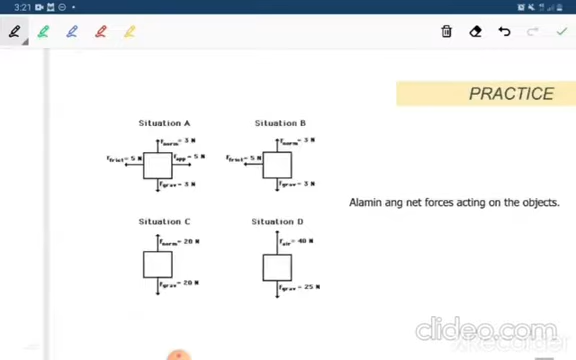 3:21
PRACTICE
Situation A
Situation B
Fnorm = 3 N
Fnorm = 3 N
Ffrict = 5 N
Fapp = 5 N
Ffrict = 5 N
Fgrav = 3 N
Fgrav = 3 N
Alamin ang net forces acting on the objects.
Situation C
Situation D
Fnorm = 20 N
Fair = 40 N
Fgrav = 20 N
Fgrav = 25 N
clideo.com